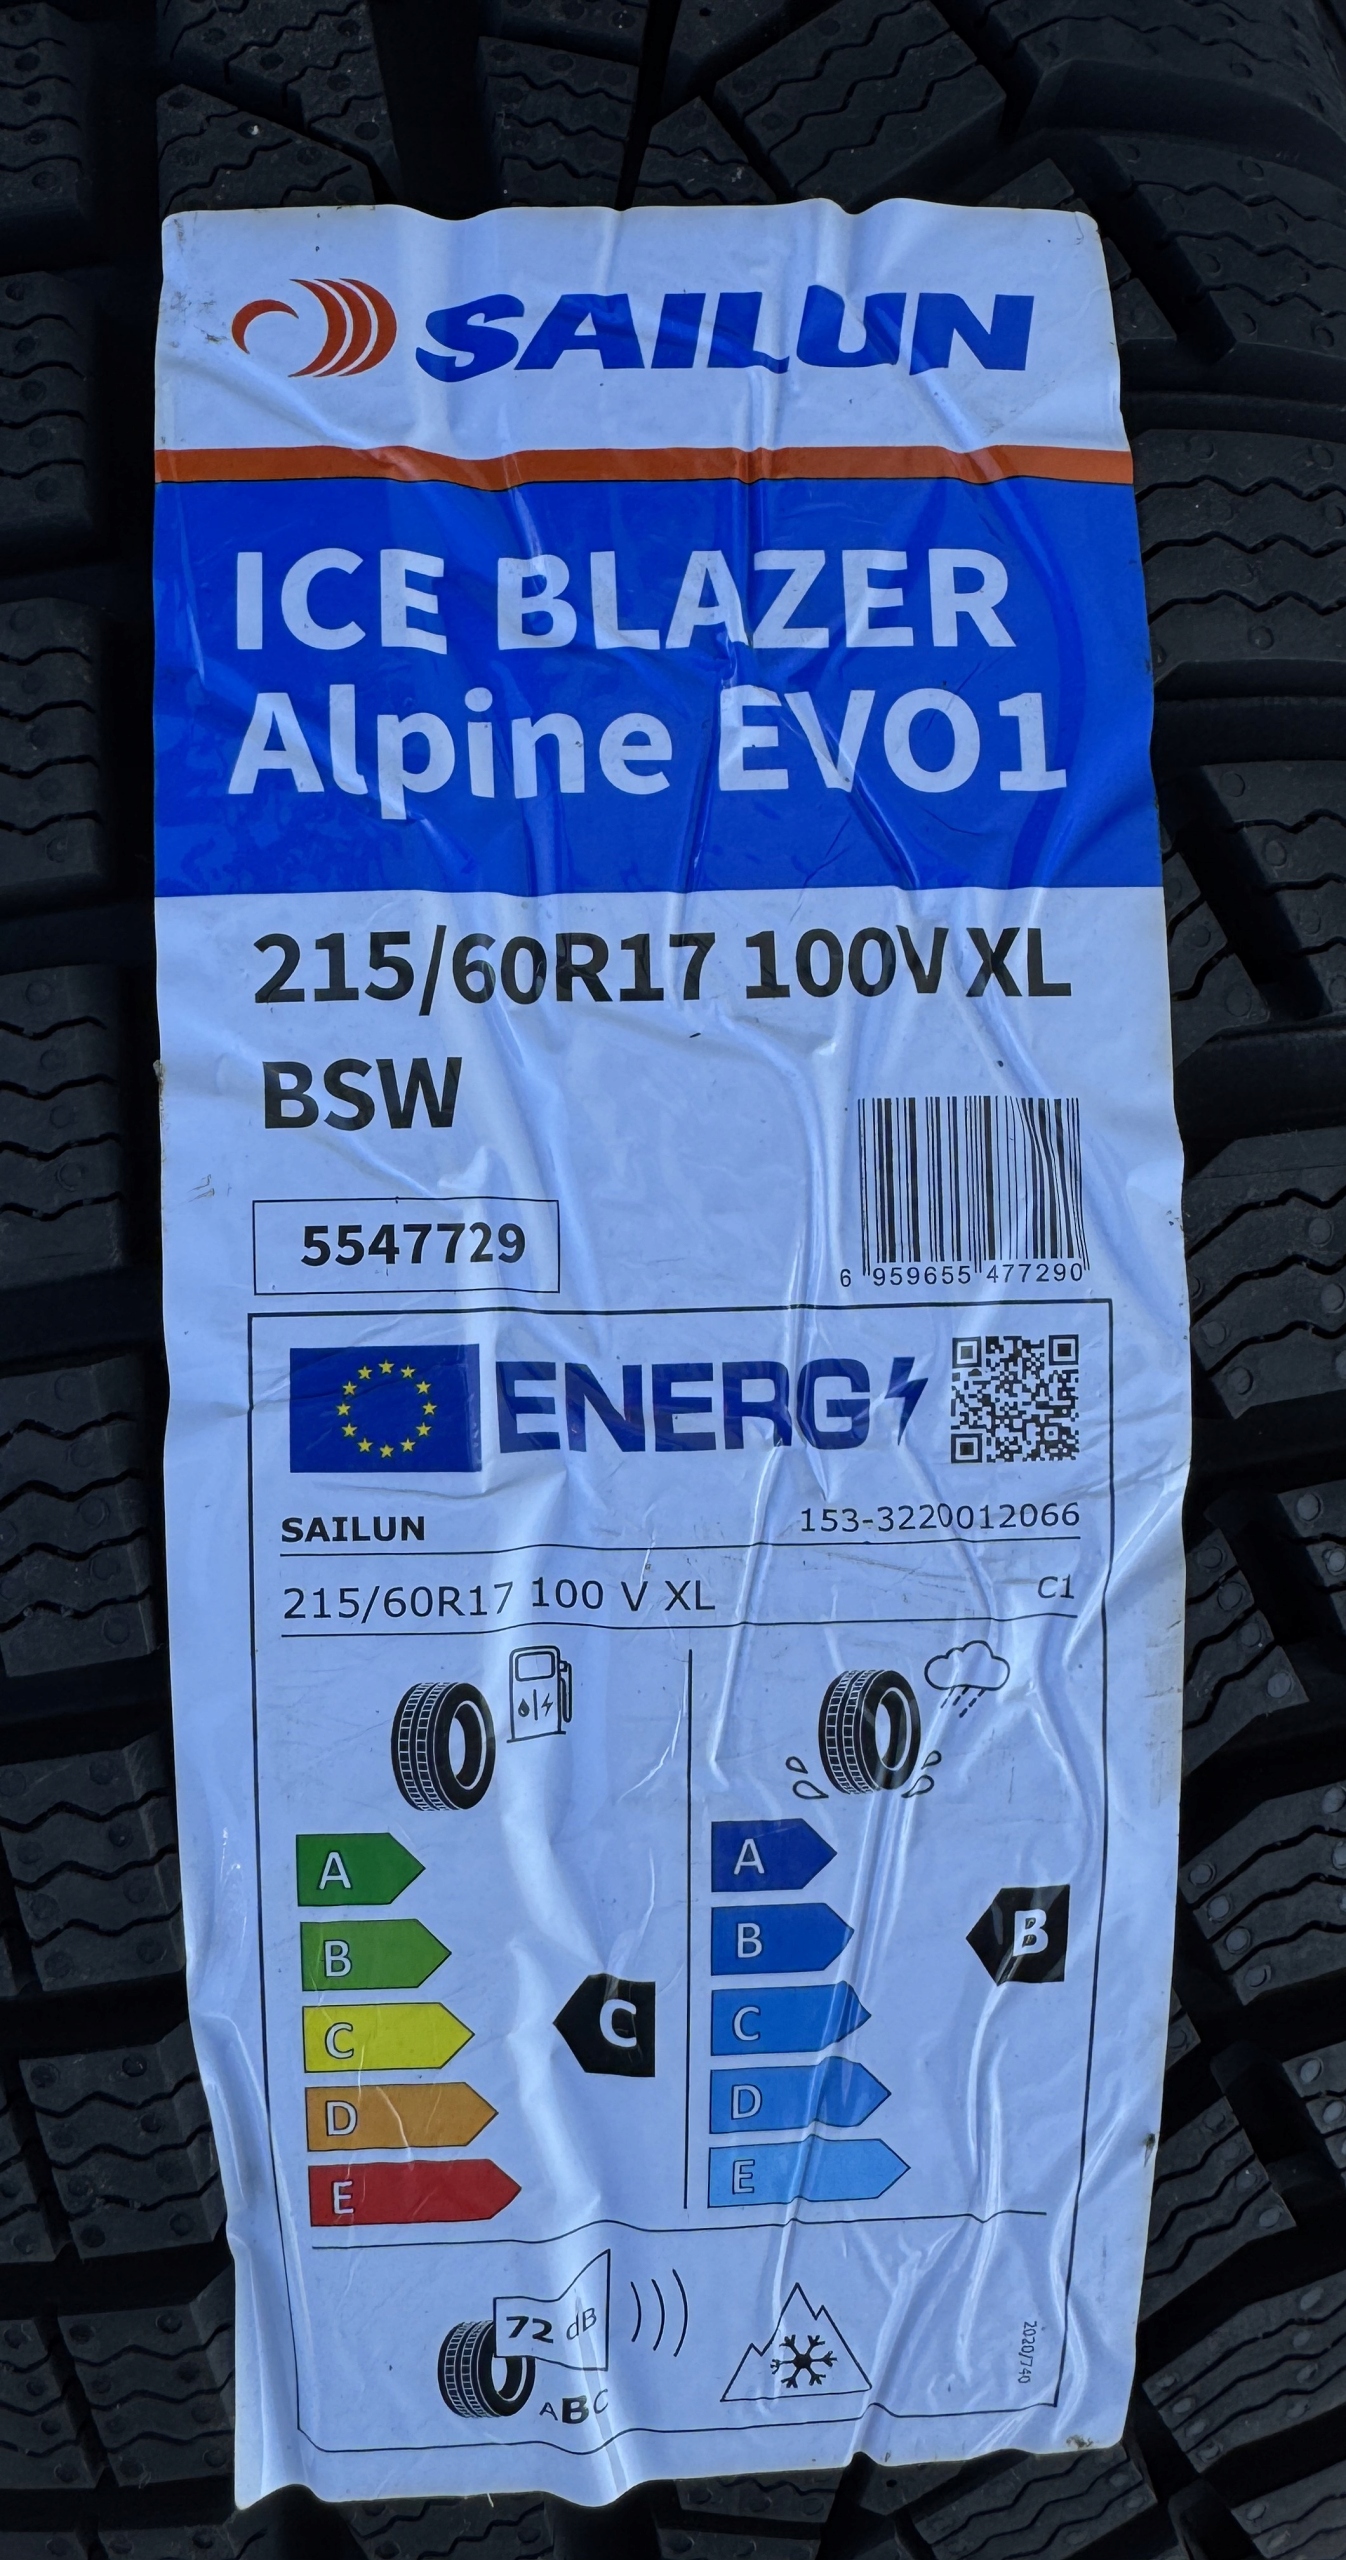 SAILUN
ICE BLAZER
Alpine EVO1
215/60R17 100V XL
BSW
5547729
6 959655 477290
ENERG
SAILUN 153-3220012066
215/60R17 100 V XL C1
A
B
C
D
E
C
A
B
C
D
E
B
72 dB
ABC
2020/740